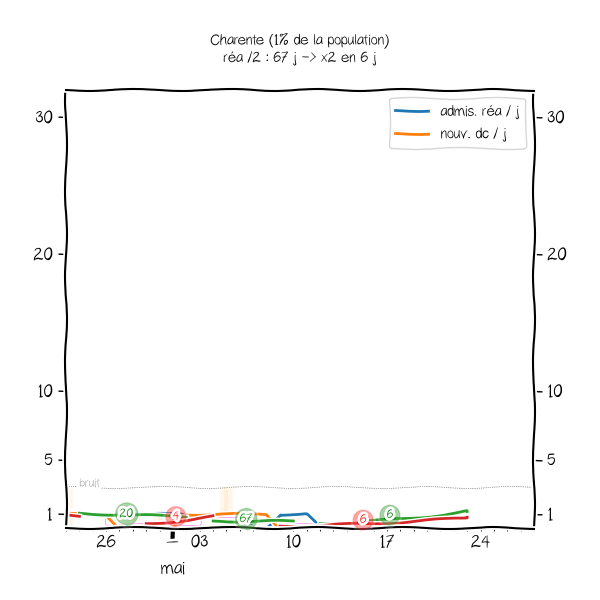 Charente (1% de la population)
réa /2 : 67 j -> x2 en 6 j
admis. réa / j
nouv. dc / j
30 30
20 20
10 10
5 5
bruit
1 20 4 67 6 6 1
26 03 10 17 24
mai